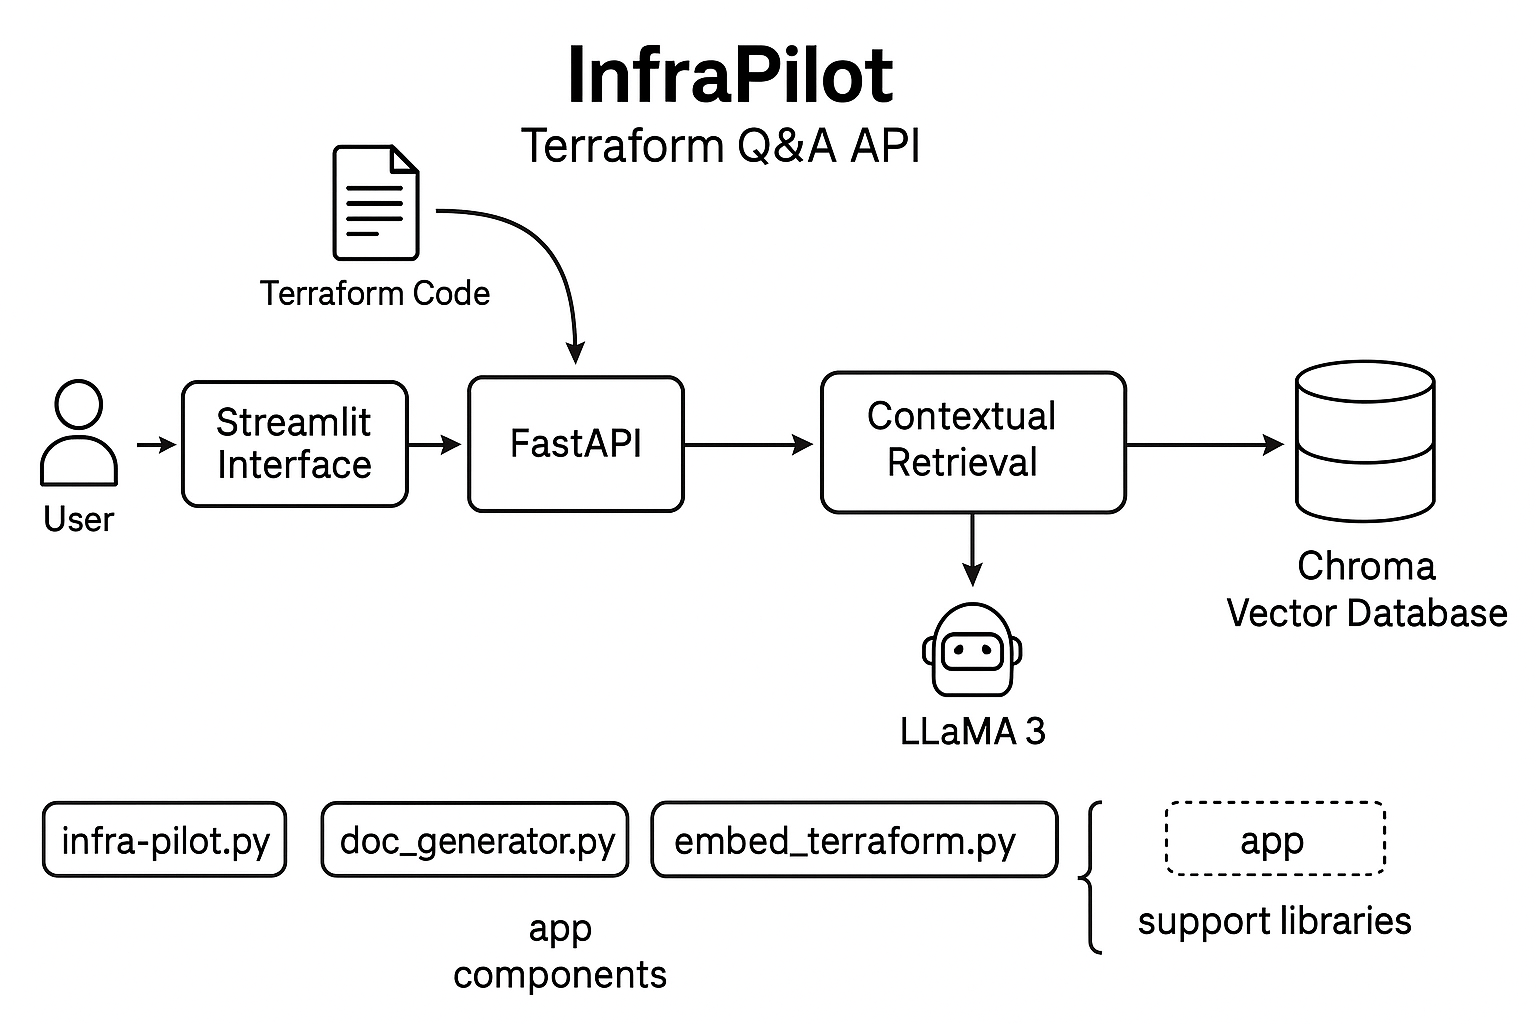 InfraPilot
Terraform Q&A API
Terraform Code
User
Streamlit
Interface
FastAPI
Contextual
Retrieval
Chroma
Vector Database
LLaMA 3
infra-pilot.py
doc_generator.py
embed_terraform.py
app
support libraries
app
components